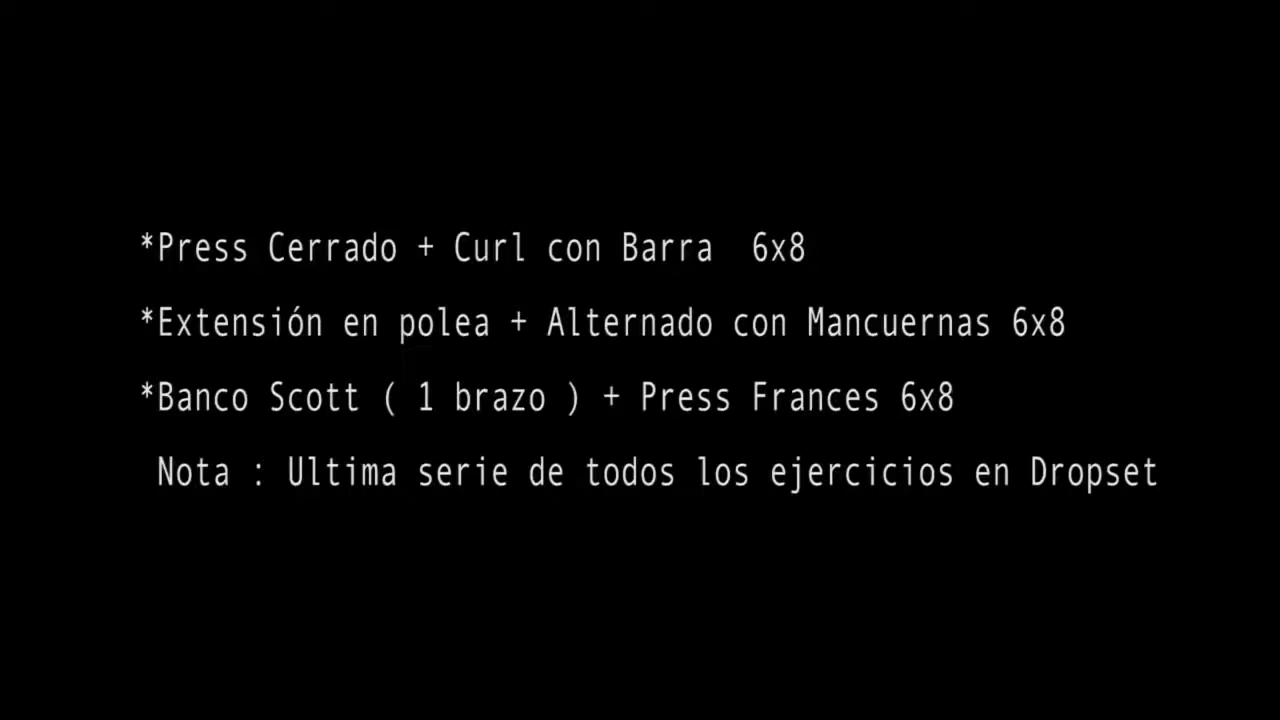 *Press Cerrado + Curl con Barra  6x8
*Extensión en polea + Alternado con Mancuernas 6x8
*Banco Scott ( 1 brazo ) + Press Frances 6x8
Nota : Ultima serie de todos los ejercicios en Dropset